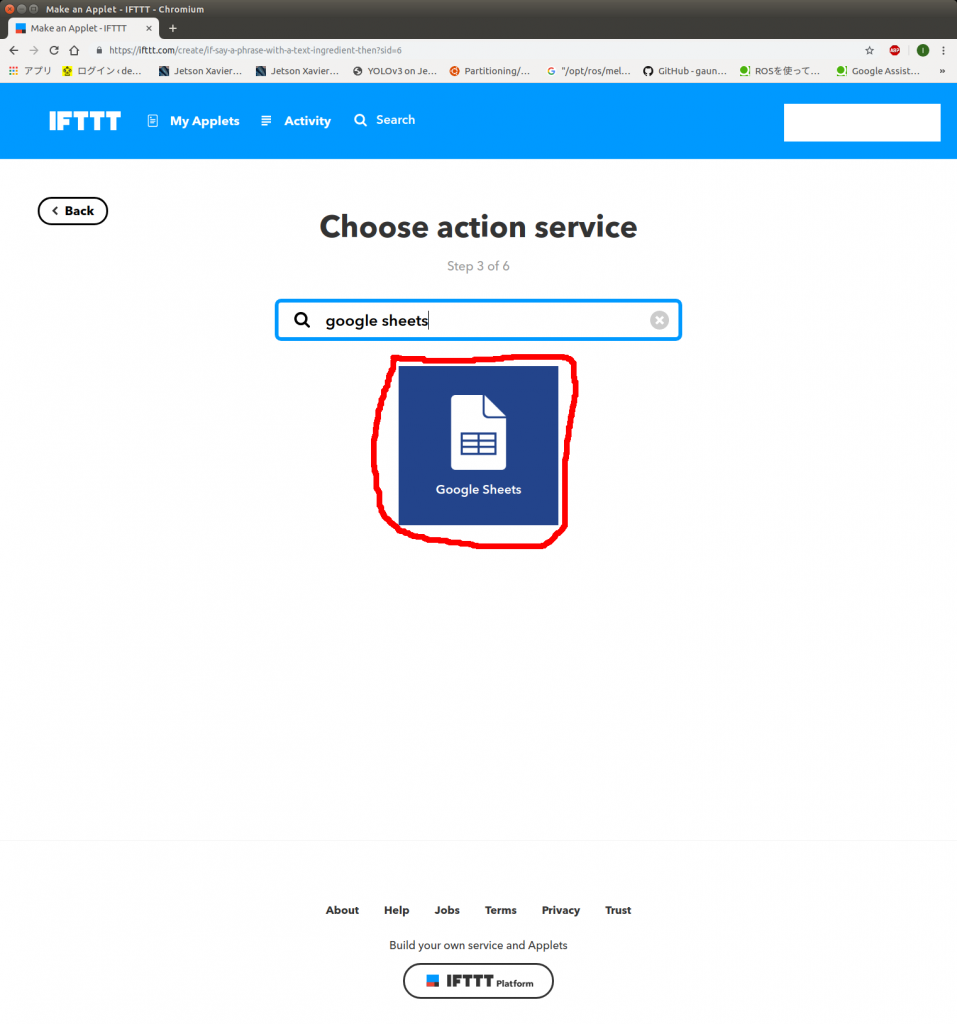 Make an Applet - IFTTT - Chromium
Make an Applet - IFTTT
https://ifttt.com/create/if-say-a-phrase-with-a-text-ingredient-then?sid=6
ABP
I
アプリ ログイン ‹ de... Jetson Xavier... Jetson Xavier... YOLOv3 on Je... Partitioning/... "/opt/ros/mel... GitHub - gaun... ROSを使って... Google Assist... »
IFTTT My Applets Activity Search
Back
Choose action service
Step 3 of 6
google sheets
Google Sheets
About Help Jobs Terms Privacy Trust
Build your own service and Applets
IFTTT Platform